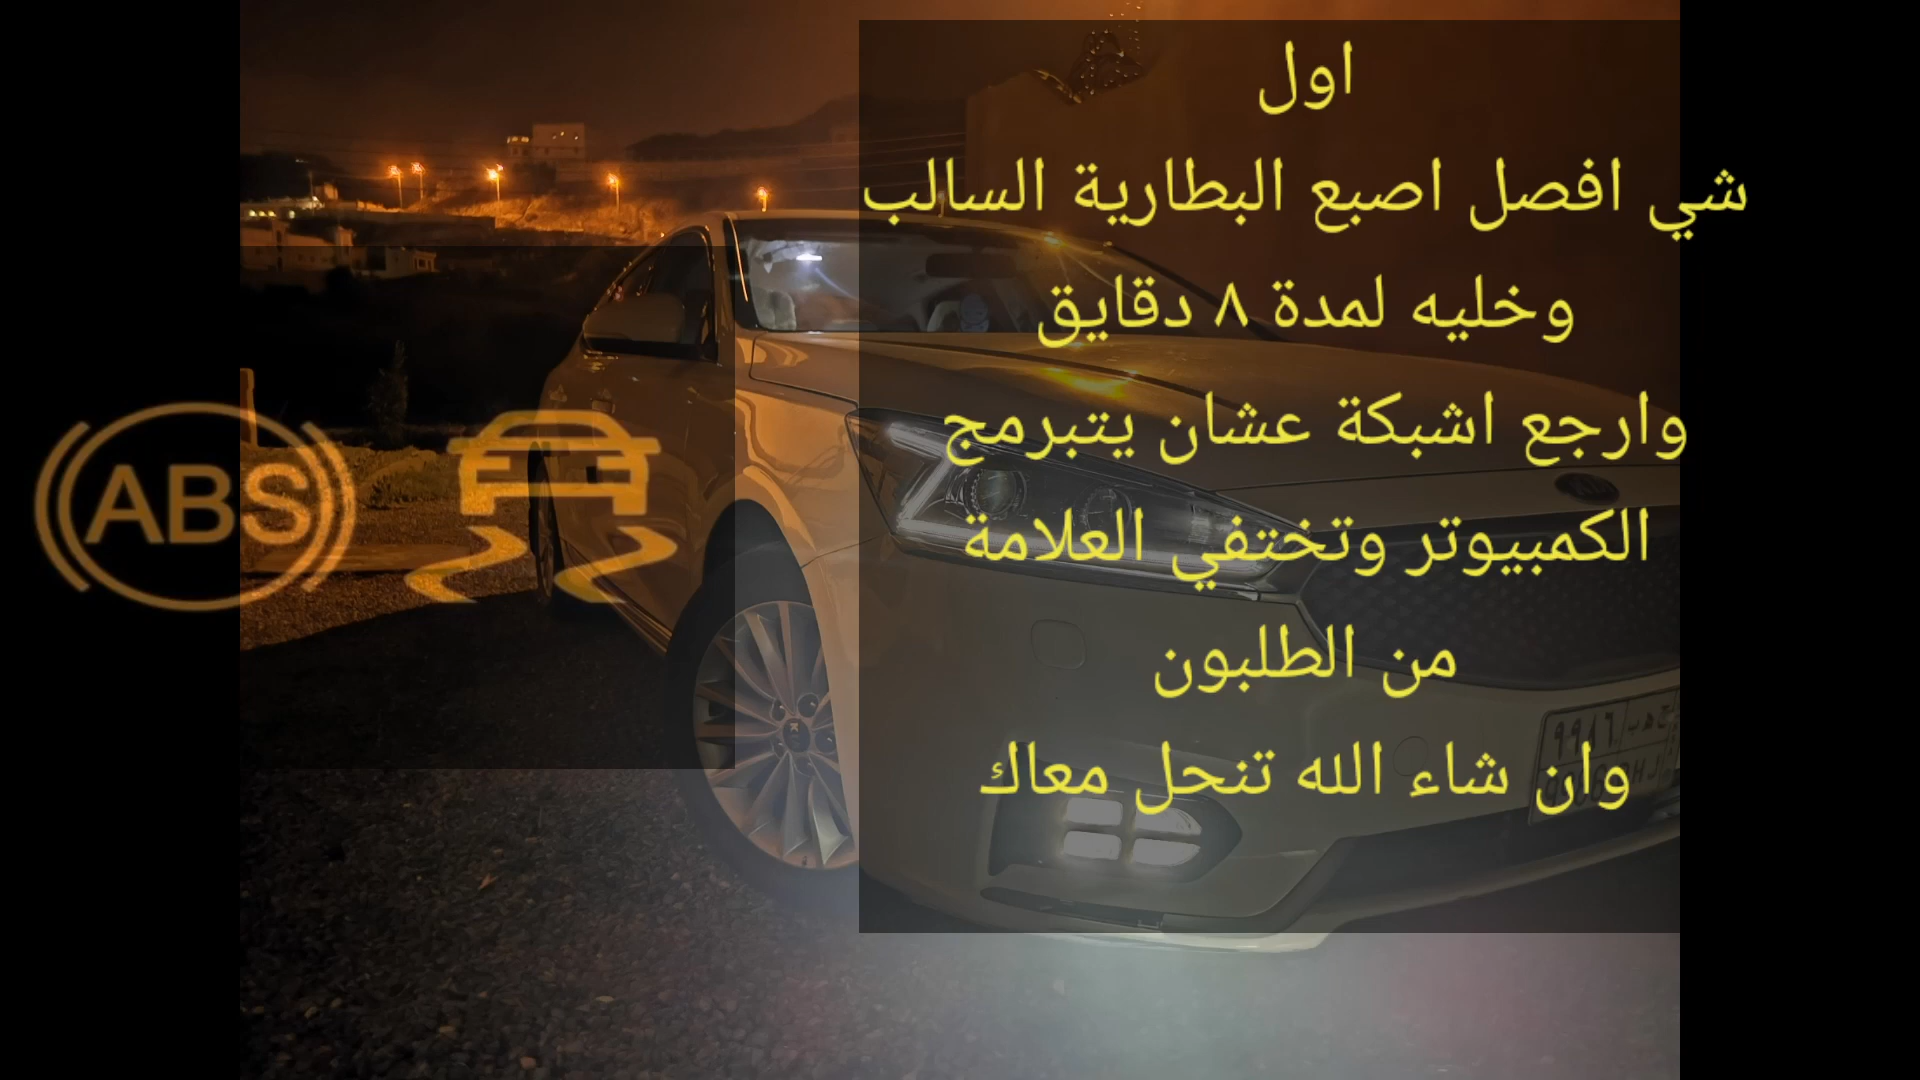 اول
شي افصل اصبع البطارية السالب
وخليه لمدة ٨ دقايق
وارجع اشبكة عشان يتبرمج
الكمبيوتر وتختفي العلامة
من الطلبون
وان شاء الله تنحل معاك
ABS